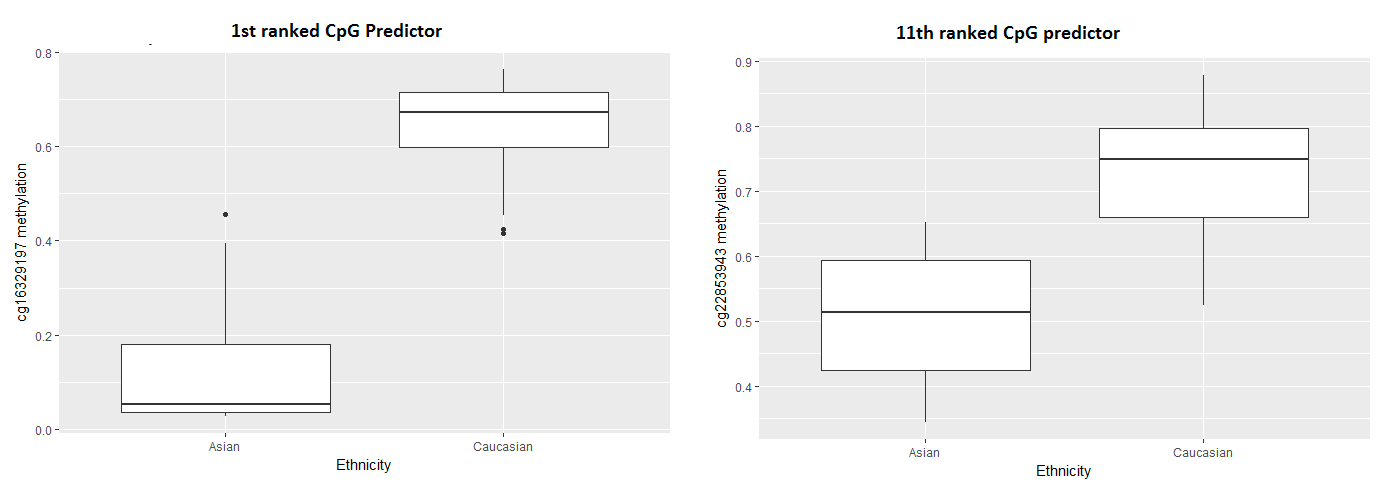 1st ranked CpG Predictor
cg16329197 methylation
0.8
0.6
0.4
0.2
0.0
Asian
Caucasian
Ethnicity
11th ranked CpG predictor
cg22853943 methylation
0.9
0.8
0.7
0.6
0.5
0.4
Asian
Caucasian
Ethnicity